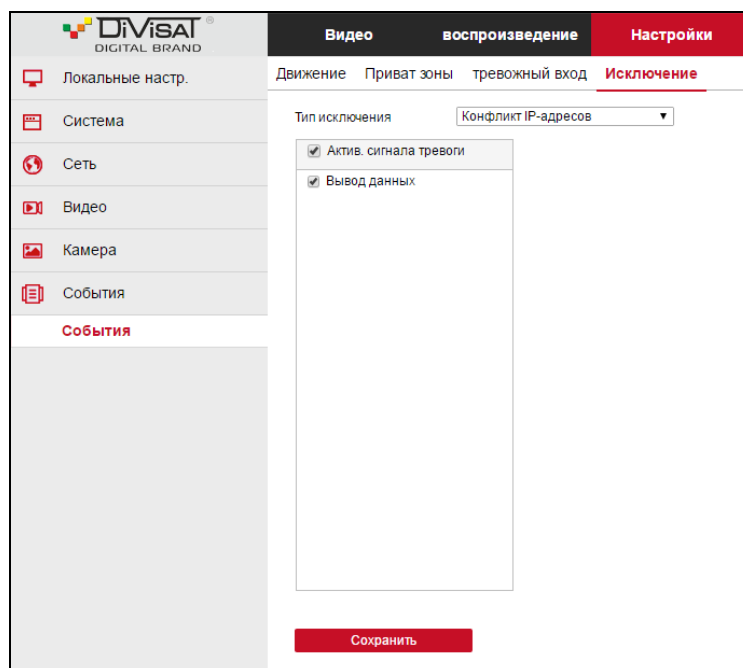 DiViSAT ®
DIGITAL BRAND
Видео воспроизведение Настройки
Локальные настр.
Система
Сеть
Видео
Камера
События
События
Движение Приват зоны тревожный вход Исключение
Тип исключения Конфликт IP-адресов
Актив. сигнала тревоги
Вывод данных
Сохранить